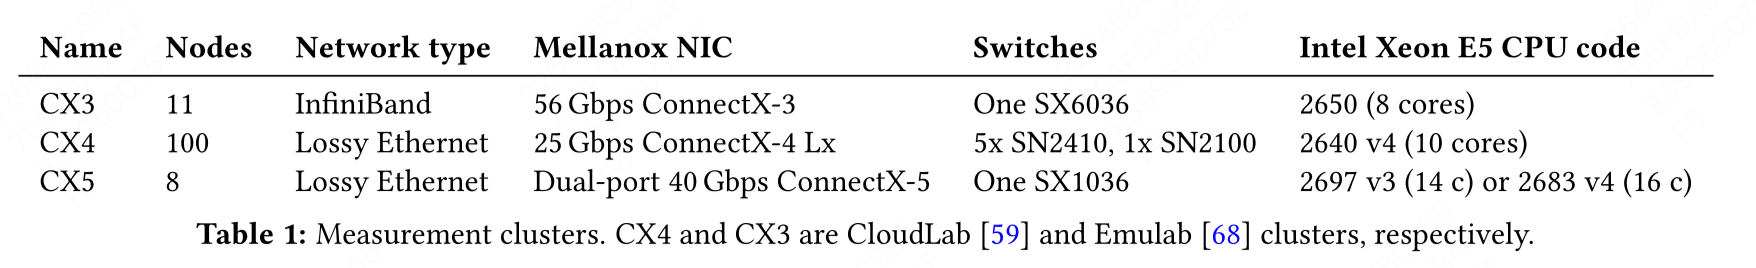 Name Nodes Network type Mellanox NIC Switches Intel Xeon E5 CPU code
CX3 11 InfiniBand 56 Gbps ConnectX-3 One SX6036 2650 (8 cores)
CX4 100 Lossy Ethernet 25 Gbps ConnectX-4 Lx 5x SN2410, 1x SN2100 2640 v4 (10 cores)
CX5 8 Lossy Ethernet Dual-port 40 Gbps ConnectX-5 One SX1036 2697 v3 (14 c) or 2683 v4 (16 c)
Table 1: Measurement clusters. CX4 and CX3 are CloudLab [59] and Emulab [68] clusters, respectively.